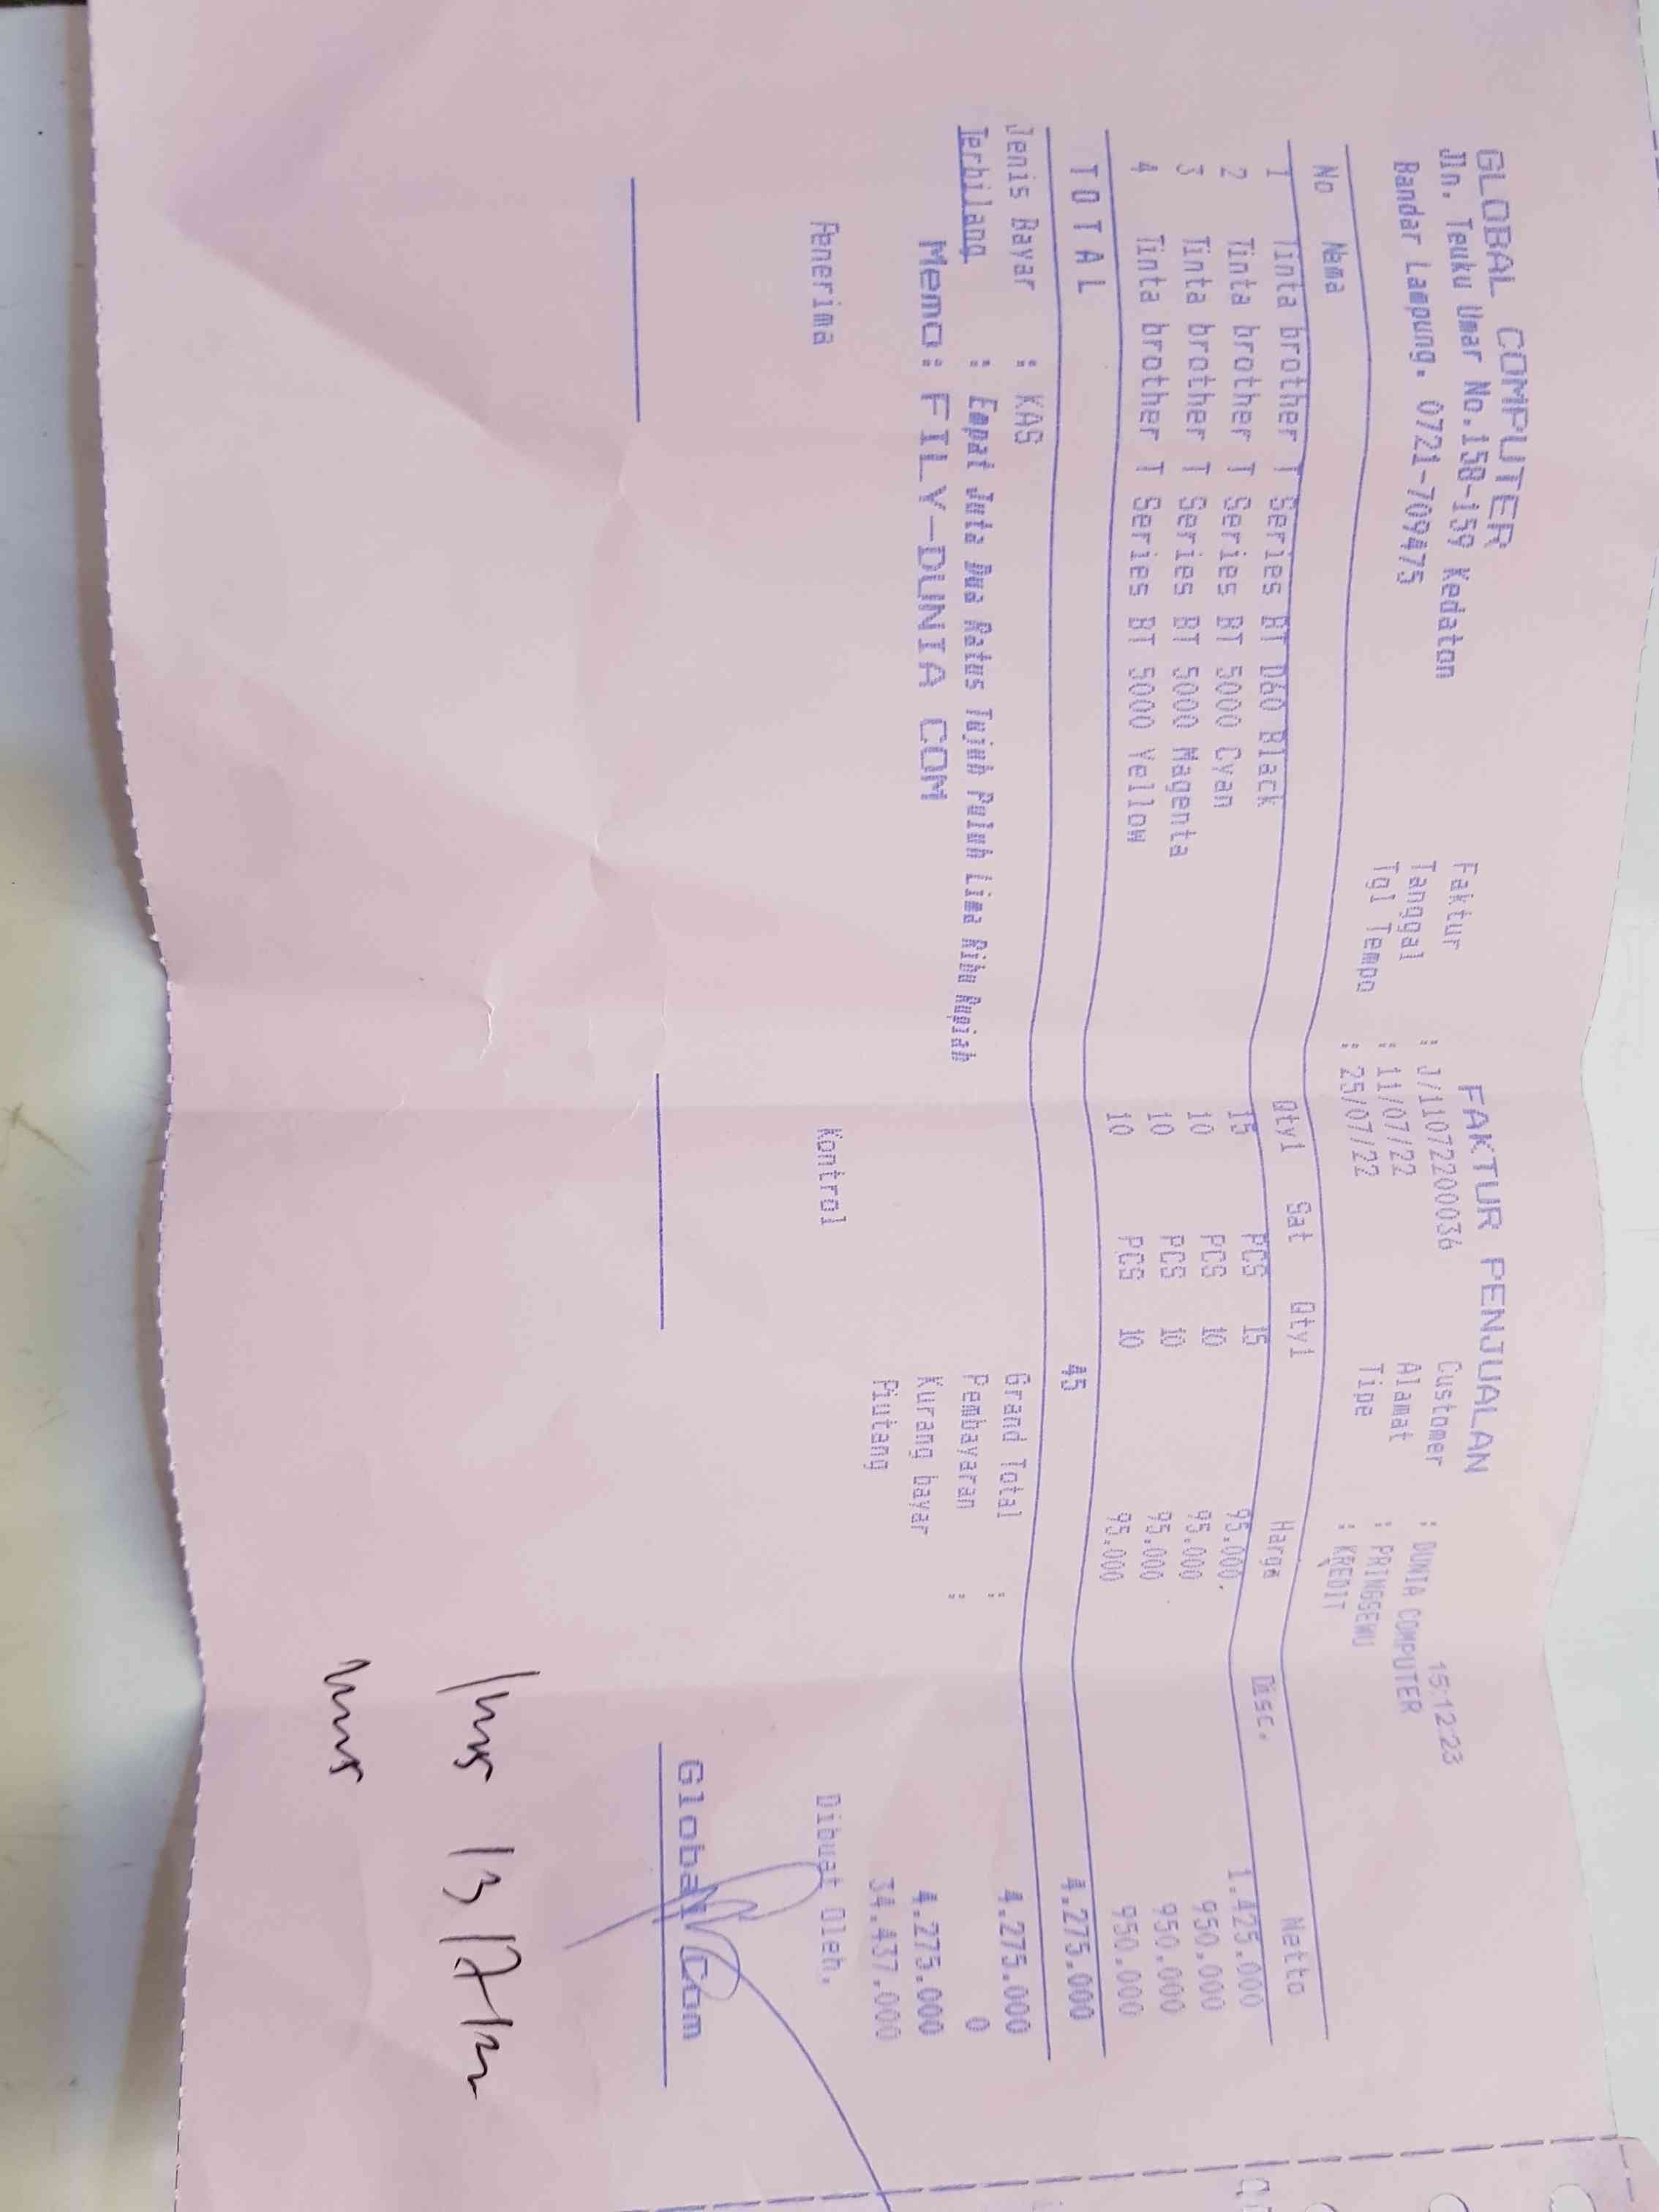 GLOBAL COMPUTER FAKTUR PENJUALAN 15:12:23
Jln. Teuku Umar No.158-159 Kedaton Faktur : J/11072200036 Customer : DUNIA COMPUTER
Bandar Lampung. 0721-709475 Tanggal : 11/07/22 Alamat : PRINGSEWU
Tgl Tempo : 25/07/22 Tipe : KREDIT
No Nama Qty1 Sat Qty1 Harga Disc. Netto
1 Tinta brother T Series BT D60 Black 15 PCS 15 95.000 1.425.000
2 Tinta brother T Series BT 5000 Cyan 10 PCS 10 95.000 950.000
3 Tinta brother T Series BT 5000 Magenta 10 PCS 10 95.000 950.000
4 Tinta brother T Series BT 5000 Yellow 10 PCS 10 95.000 950.000
T O T A L 45 4.275.000
Jenis Bayar : KAS Grand Total : 4.275.000
Terbilang : Empat Juta Dua Ratus Tujuh Puluh Lima Ribu Rupiah Pembayaran : 0
Memo: FILY-DUNIA COM Kurang bayar 4.275.000
Piutang 34.437.000
Penerima Kontrol Dibuat Oleh,
Global Com